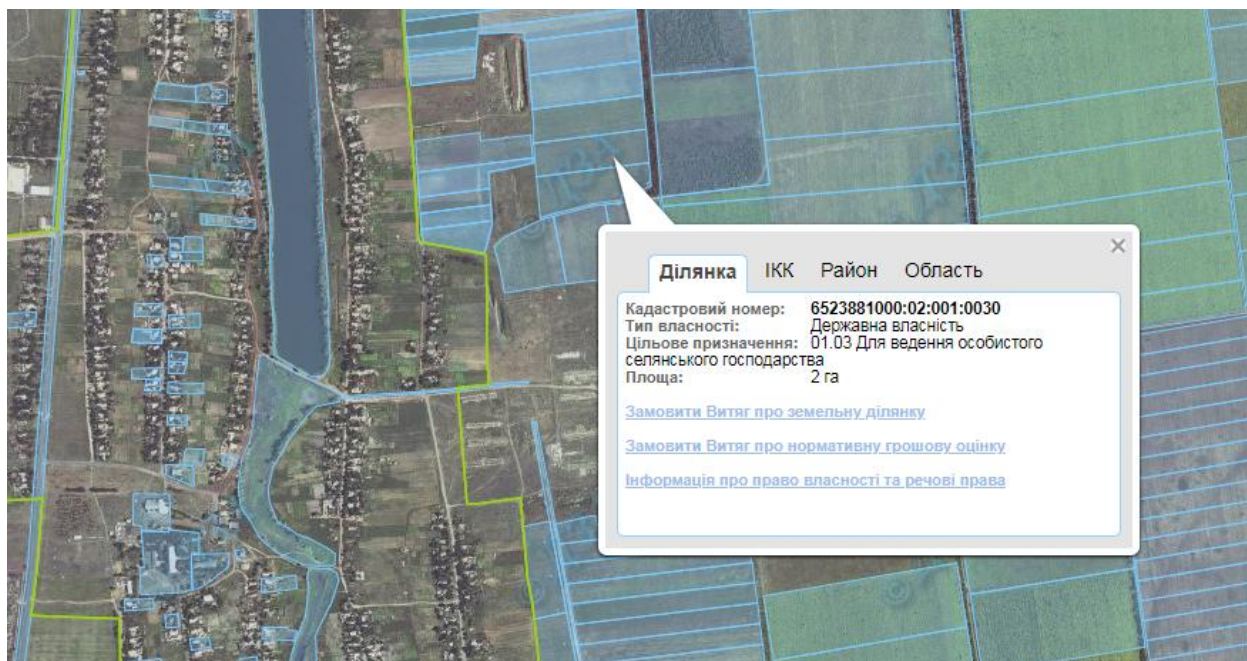 Ділянка ІКК Район Область
Кадастровий номер: 6523881000:02:001:0030
Тип власності: Державна власність
Цільове призначення: 01.03 Для ведення особистого
селянського господарства
Площа: 2 га
Замовити Витяг про земельну ділянку
Замовити Витяг про нормативну грошову оцінку
Інформація про право власності та речові права